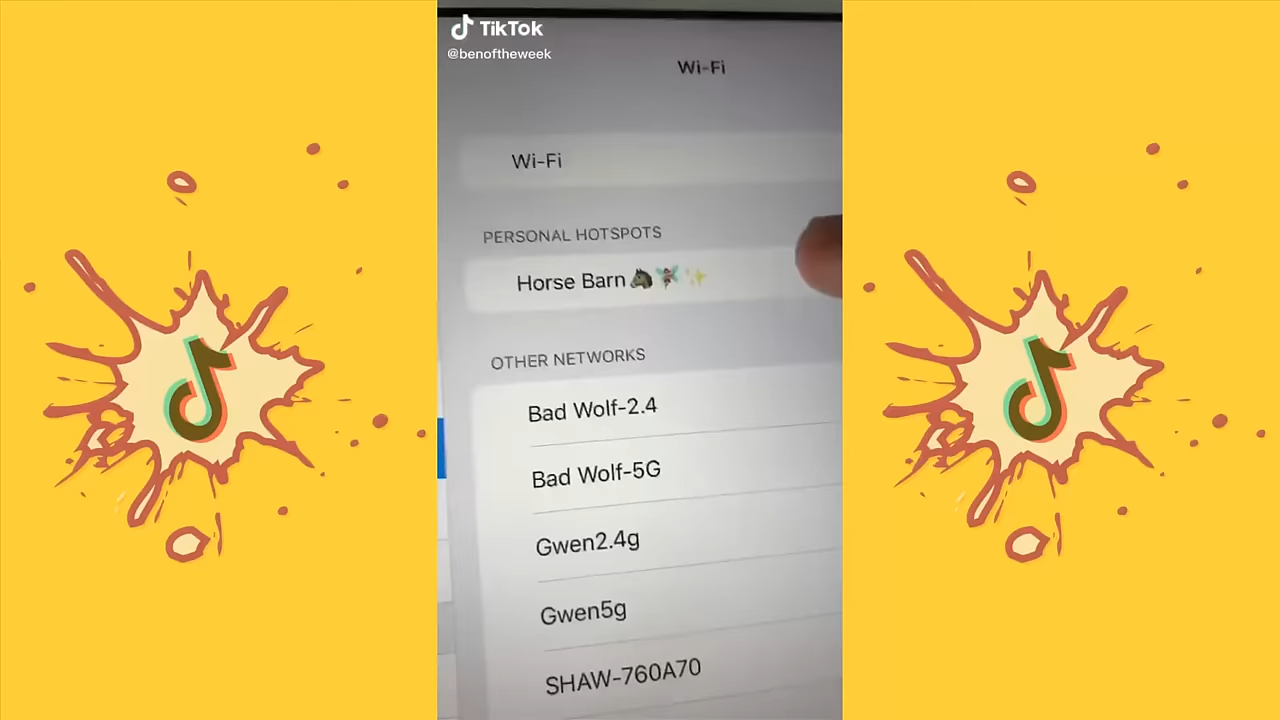 TikTok
@benoftheweek
Wi-Fi
Wi-Fi
PERSONAL HOTSPOTS
Horse Barn🐴🧚✨
OTHER NETWORKS
Bad Wolf-2.4
Bad Wolf-5G
Gwen2.4g
Gwen5g
SHAW-760A70